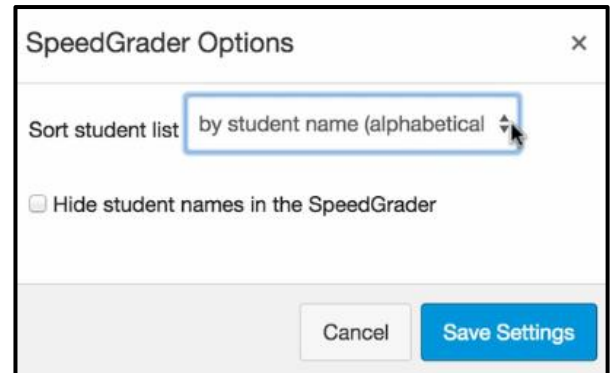 SpeedGrader Options ×
Sort student list by student name (alphabetical
Hide student names in the SpeedGrader
Cancel Save Settings